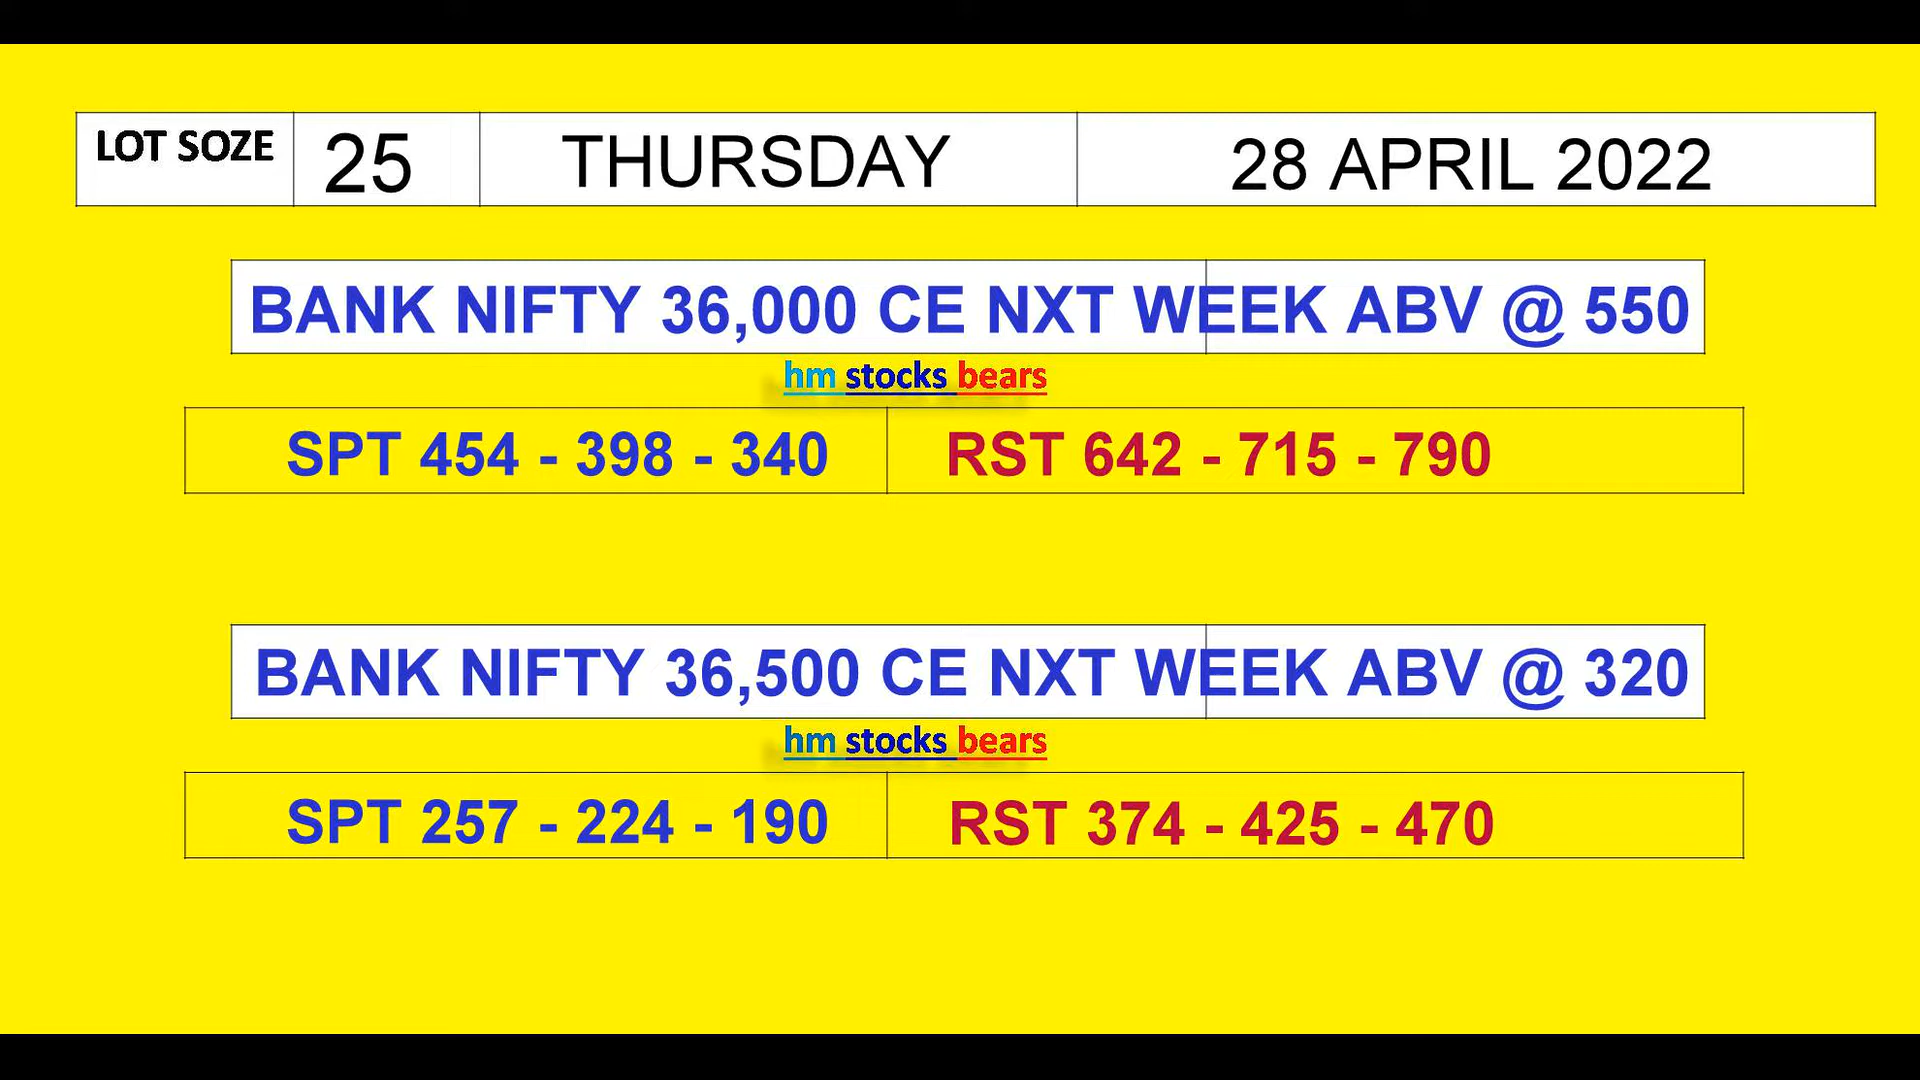 LOT SOZE 25 THURSDAY 28 APRIL 2022
BANK NIFTY 36,000 CE NXT WEEK ABV @ 550
hm stocks bears
SPT 454 - 398 - 340 RST 642 - 715 - 790
BANK NIFTY 36,500 CE NXT WEEK ABV @ 320
hm stocks bears
SPT 257 - 224 - 190 RST 374 - 425 - 470